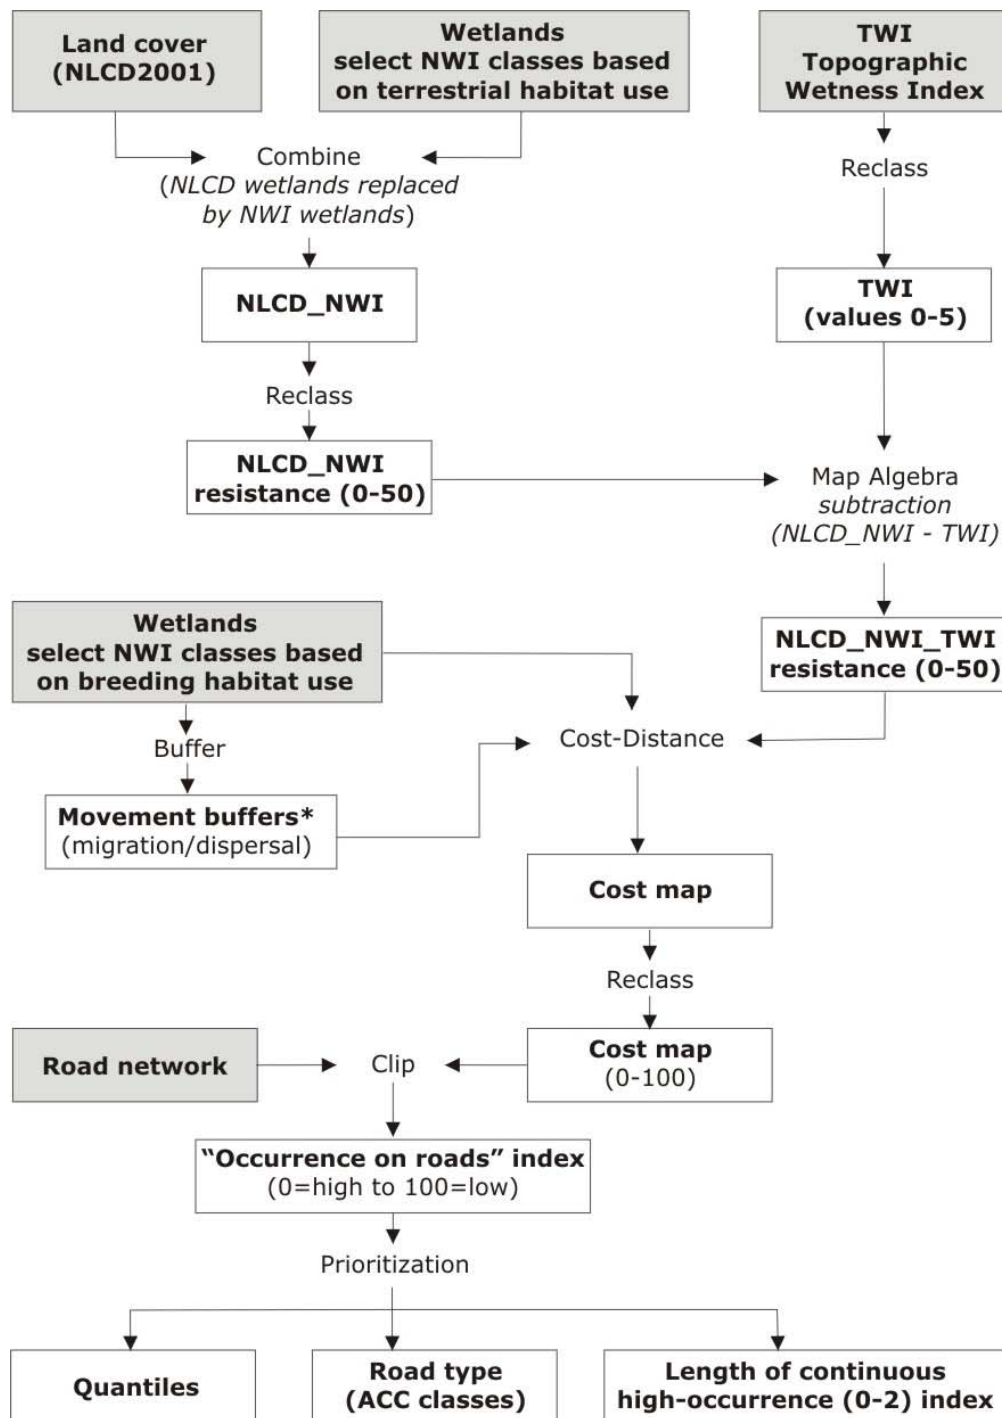 Land cover
(NLCD2001)
Wetlands
select NWI classes based
on terrestrial habitat use
TWI
Topographic
Wetness Index
Combine
(NLCD wetlands replaced
by NWI wetlands)
Reclass
NLCD_NWI
TWI
(values 0-5)
Reclass
NLCD_NWI
resistance (0-50)
Map Algebra
subtraction
(NLCD_NWI - TWI)
Wetlands
select NWI classes based
on breeding habitat use
NLCD_NWI_TWI
resistance (0-50)
Buffer
Cost-Distance
Movement buffers*
(migration/dispersal)
Cost map
Reclass
Road network
Clip
Cost map
(0-100)
“Occurrence on roads” index
(0=high to 100=low)
Prioritization
Quantiles
Road type
(ACC classes)
Length of continuous
high-occurrence (0-2) index